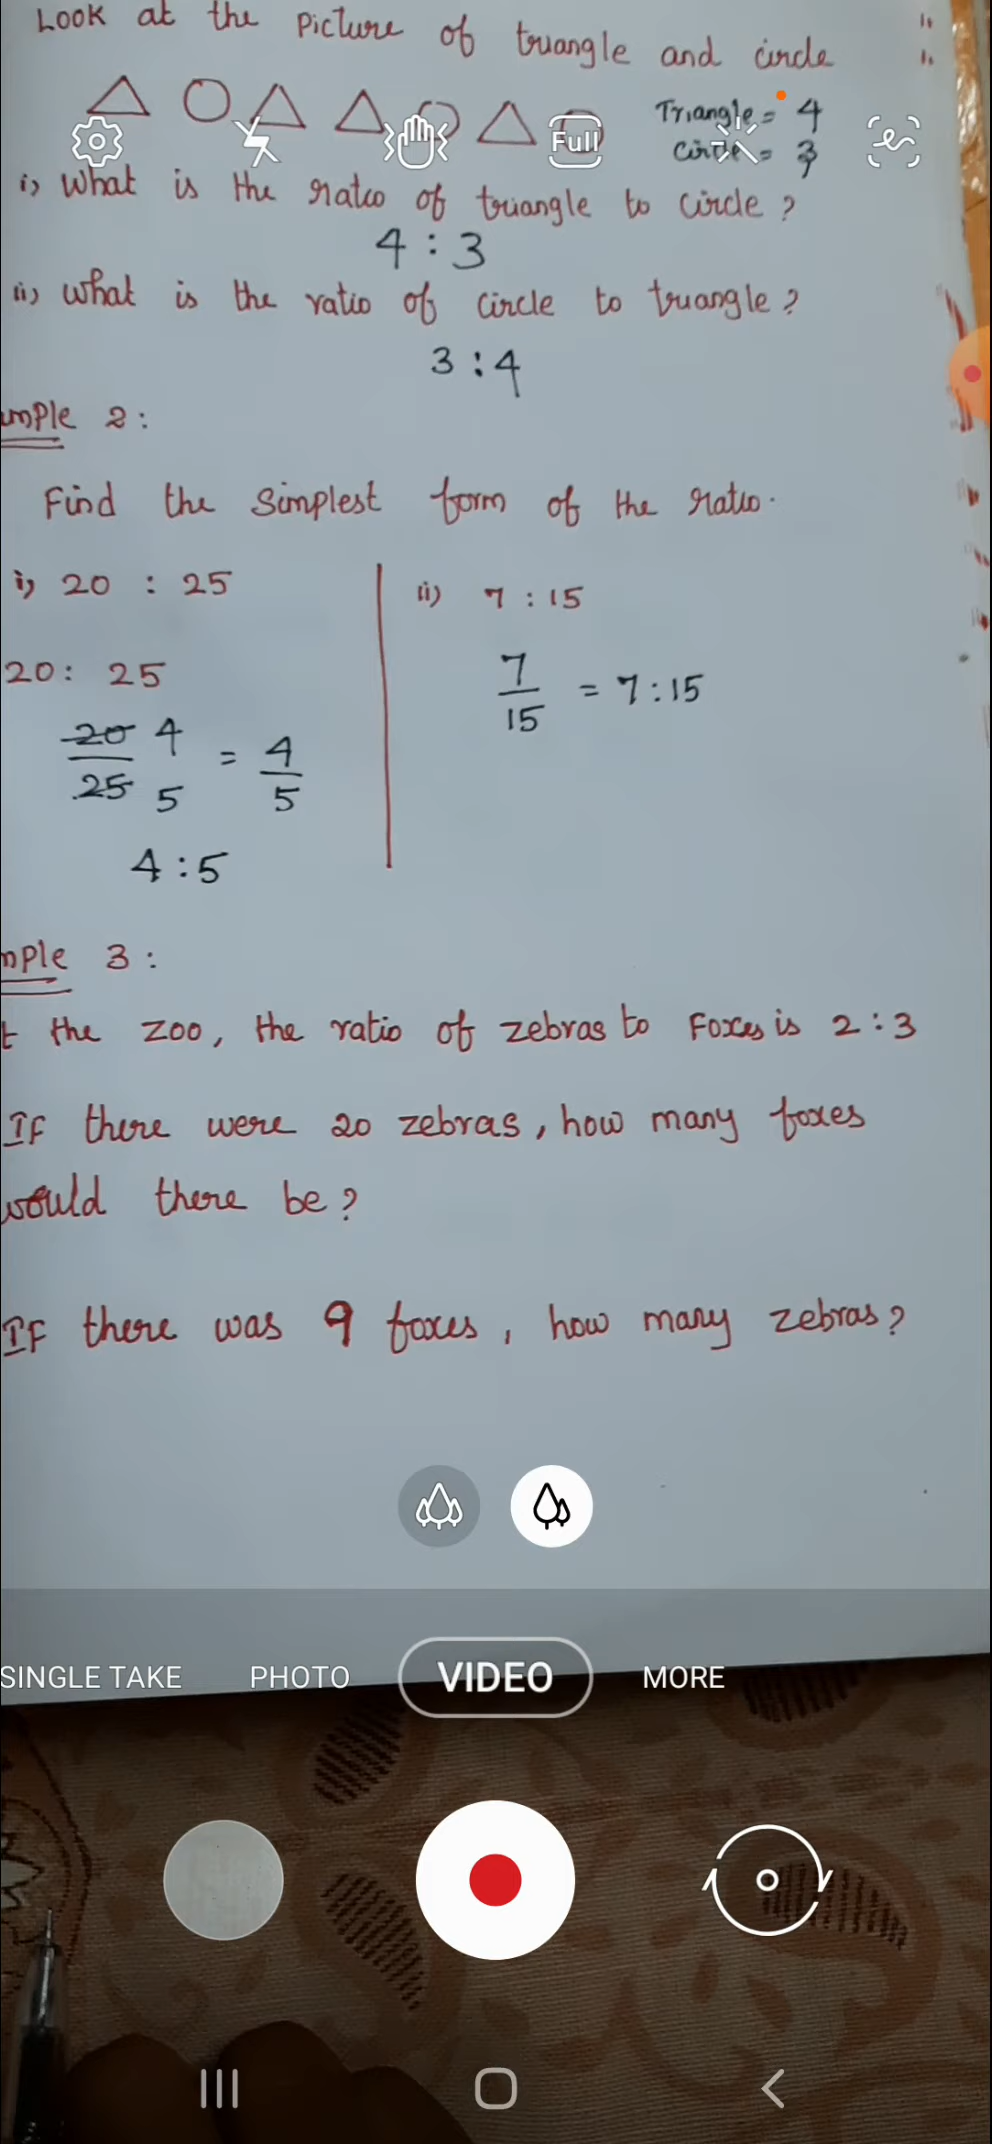 Look at the Picture of triangle and circle
Triangle = 4
Circle = 3
Full
i) What is the ratio of triangle to circle?
4 : 3
ii) What is the ratio of circle to triangle?
3 : 4
ample 2:
Find the Simplest form of the ratio.
i) 20 : 25
ii) 7 : 15
20 : 25
7/15 = 7 : 15
20/25 4/5 = 4/5
4 : 5
mple 3:
t the Zoo, the ratio of zebras to Foxes is 2 : 3
If there were 20 zebras, how many foxes
would there be?
If there was 9 foxes, how many zebras?
SINGLE TAKE PHOTO VIDEO MORE